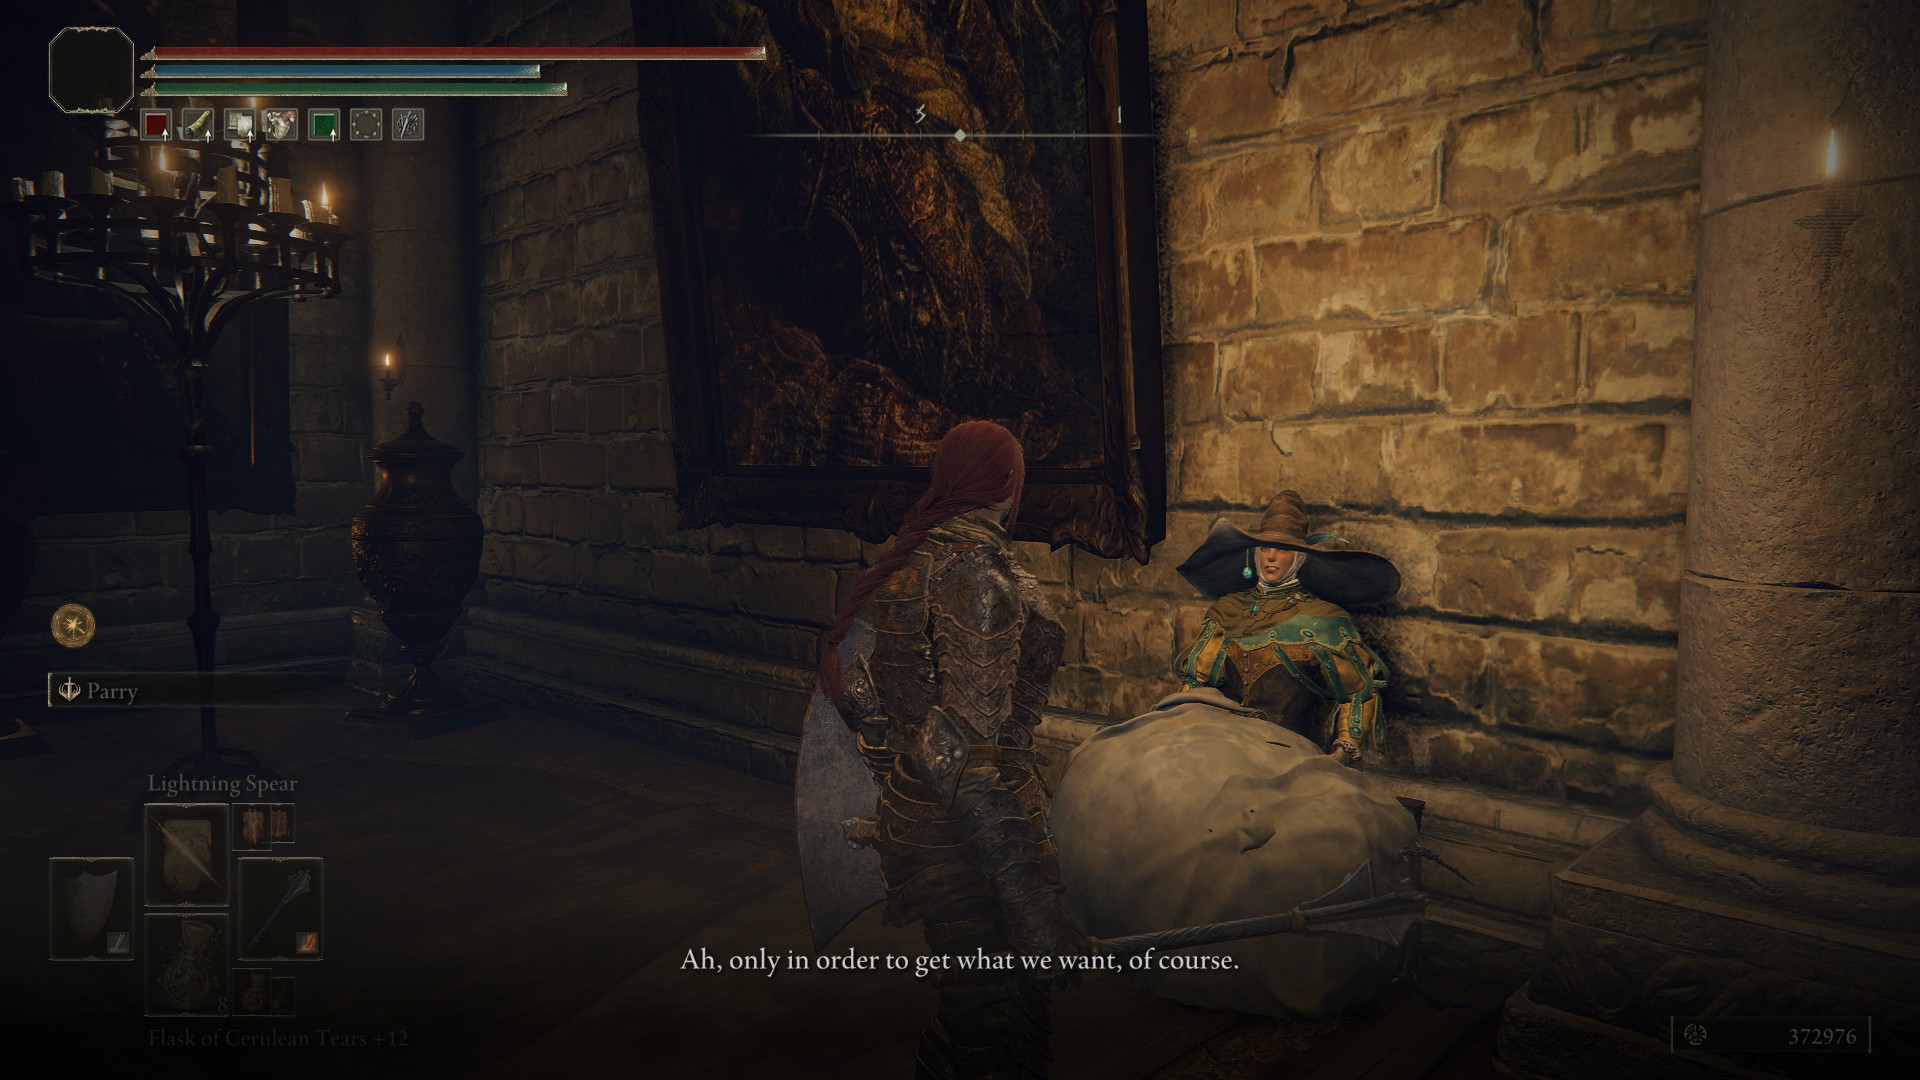 S
Parry
Lightning Spear
8
Flask of Cerulean Tears +12
Ah, only in order to get what we want, of course.
372976